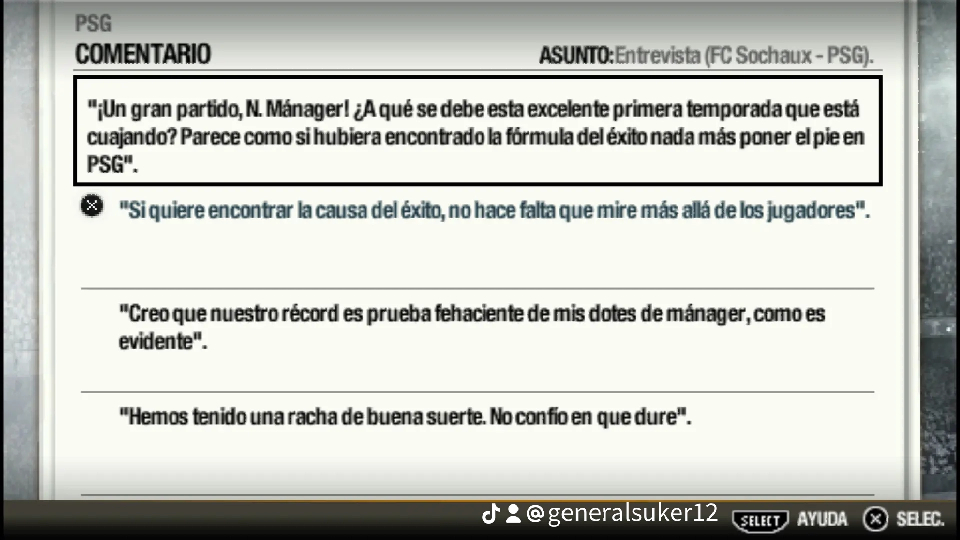 PSG
COMENTARIO
ASUNTO:Entrevista (FC Sochaux - PSG).
"¡Un gran partido, N. Mánager! ¿A qué se debe esta excelente primera temporada que está
cuajando? Parece como si hubiera encontrado la fórmula del éxito nada más poner el pie en
PSG".
"Si quiere encontrar la causa del éxito, no hace falta que mire más allá de los jugadores".
"Creo que nuestro récord es prueba fehaciente de mis dotes de mánager, como es
evidente".
"Hemos tenido una racha de buena suerte. No confío en que dure".
@generalsuker12
SELECT AYUDA SELEC.